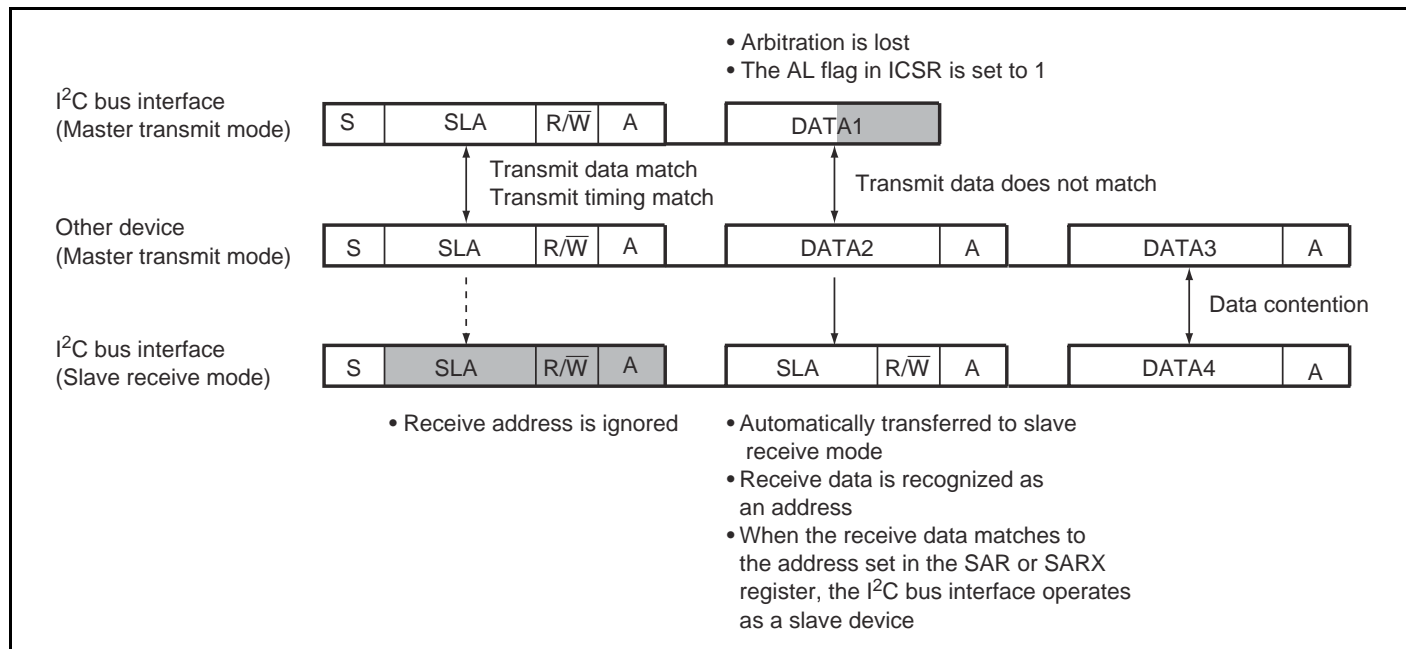 • Arbitration is lost
• The AL flag in ICSR is set to 1
I²C bus interface
(Master transmit mode)
S SLA R/W̅ A DATA1
Transmit data match
Transmit timing match
Transmit data does not match
Other device
(Master transmit mode)
S SLA R/W̅ A DATA2 A DATA3 A
Data contention
I²C bus interface
(Slave receive mode)
S SLA R/W̅ A SLA R/W̅ A DATA4 A
• Receive address is ignored
• Automatically transferred to slave
receive mode
• Receive data is recognized as
an address
• When the receive data matches to
the address set in the SAR or SARX
register, the I²C bus interface operates
as a slave device